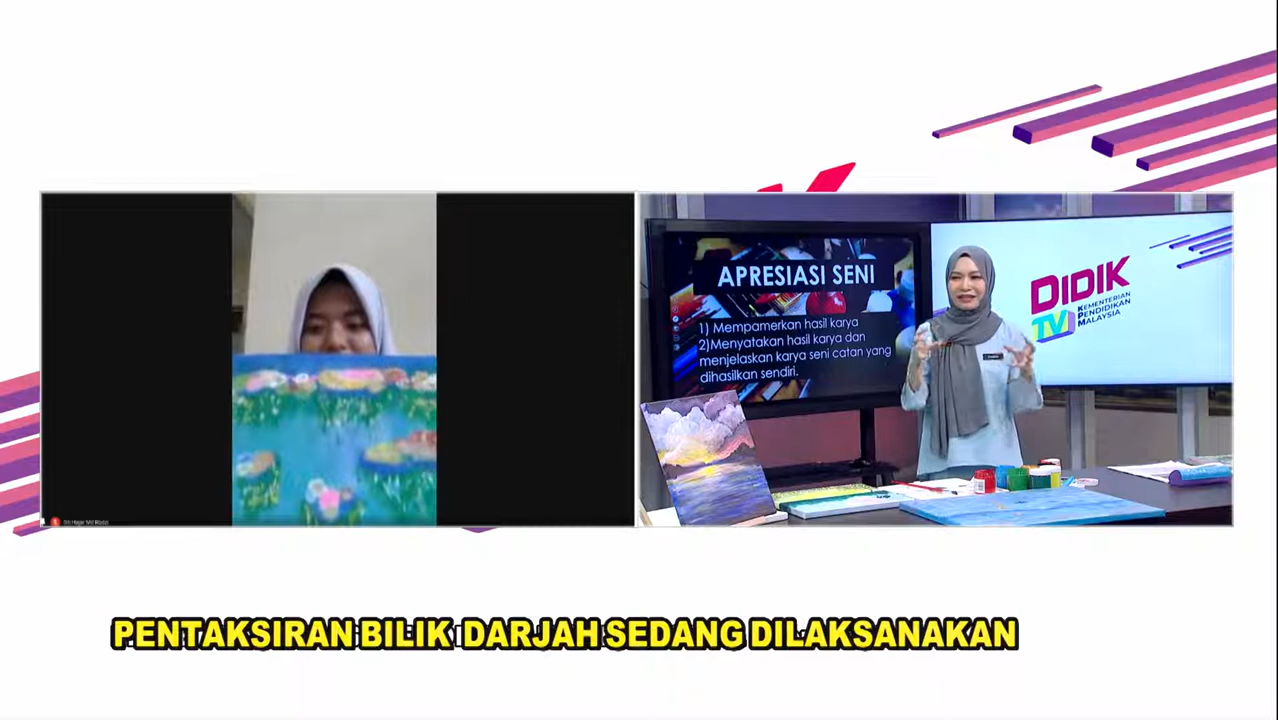 APRESIASI SENI
1) Mempamerkan hasil karya
2)Menyatakan hasil karya dan
menjelaskan karya seni catan yang
dihasilkan sendiri.
DIDIK
TV
KEMENTERIAN
PENDIDIKAN
MALAYSIA
PENTAKSIRAN BILIK DARJAH SEDANG DILAKSANAKAN